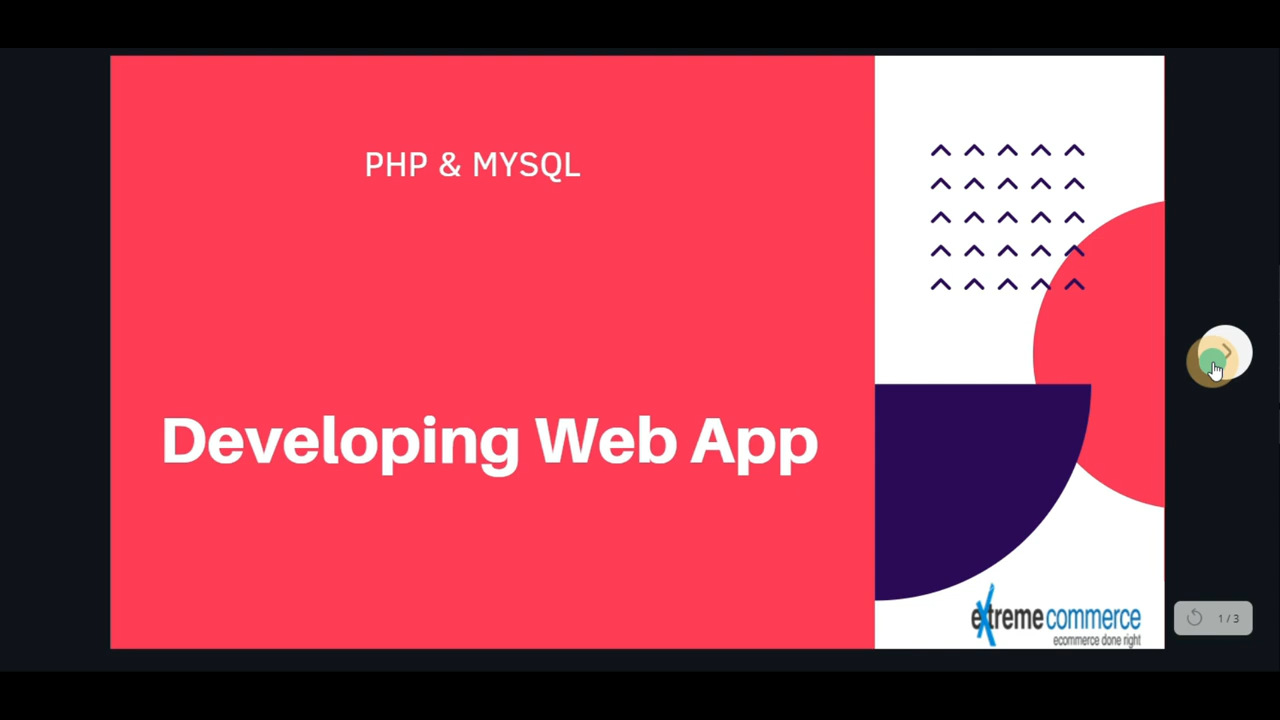 PHP & MYSQL
Developing Web App
extreme commerce
ecommerce done right
1 / 3